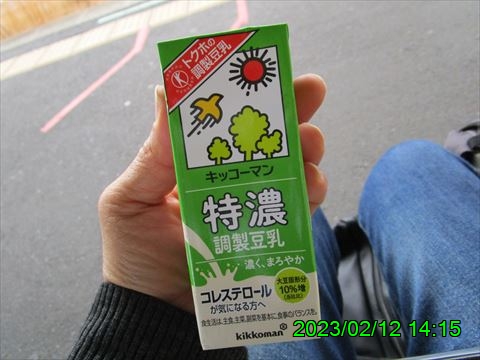 トクホの
調製豆乳
キッコーマン
特濃
調製豆乳
濃く、まろやか
コレステロール
が気になる方へ
大豆固形分
10%増
食生活は、主食、主菜、副菜を基本に、食事のバランスを。
kikkoman
2023/02/12 14:15